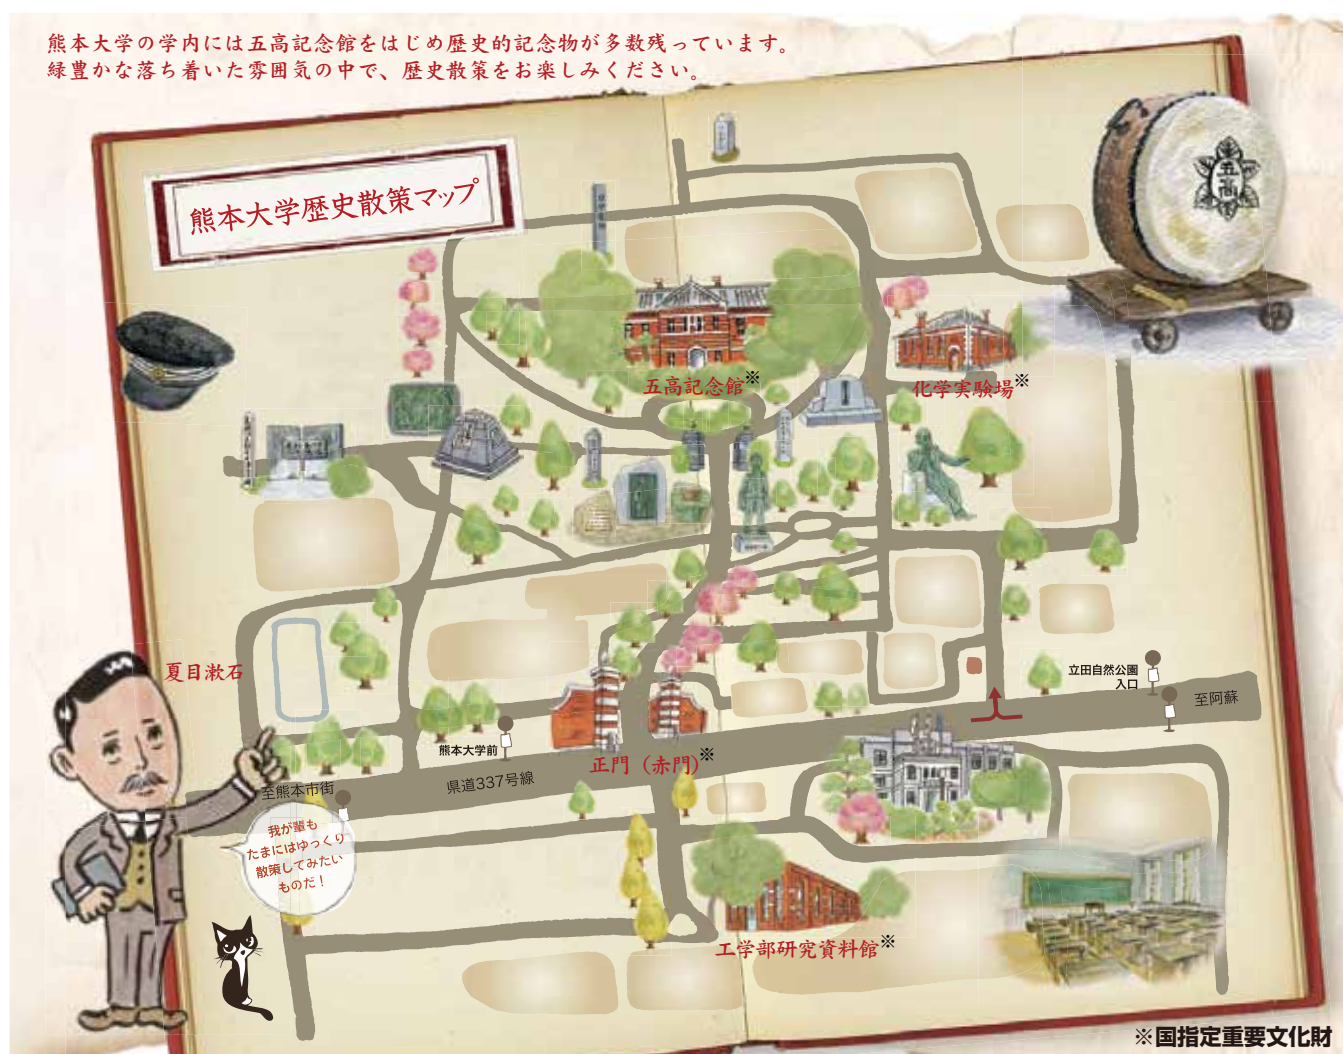 熊本大学の学内には五高記念館をはじめ歴史的記念物が多数残っています。
緑豊かな落ち着いた雰囲気の中で、歴史散策をお楽しみください。
熊本大学歴史散策マップ
五高
五高記念館※
化学実験場※
夏目漱石
立田自然公園
入口
至阿蘇
熊本大学前
正門（赤門）※
県道337号線
至熊本市街
我が輩も
たまにはゆっくり
散策してみたい
ものだ！
工学部研究資料館※
※国指定重要文化財